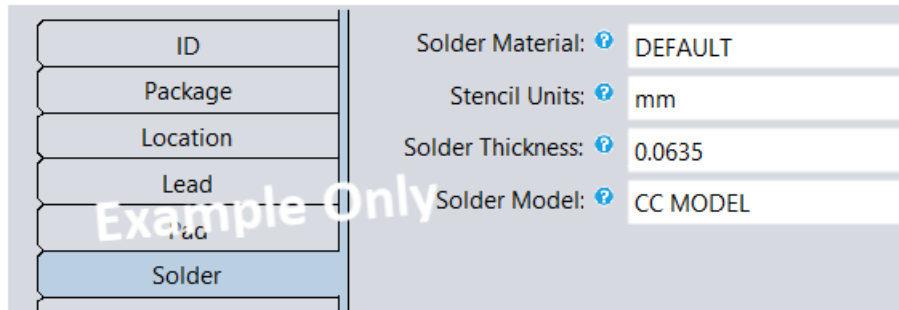 ID
Package
Location
Lead
Pad
Solder
Solder Material: DEFAULT
Stencil Units: mm
Solder Thickness: 0.0635
Solder Model: CC MODEL
Example Only